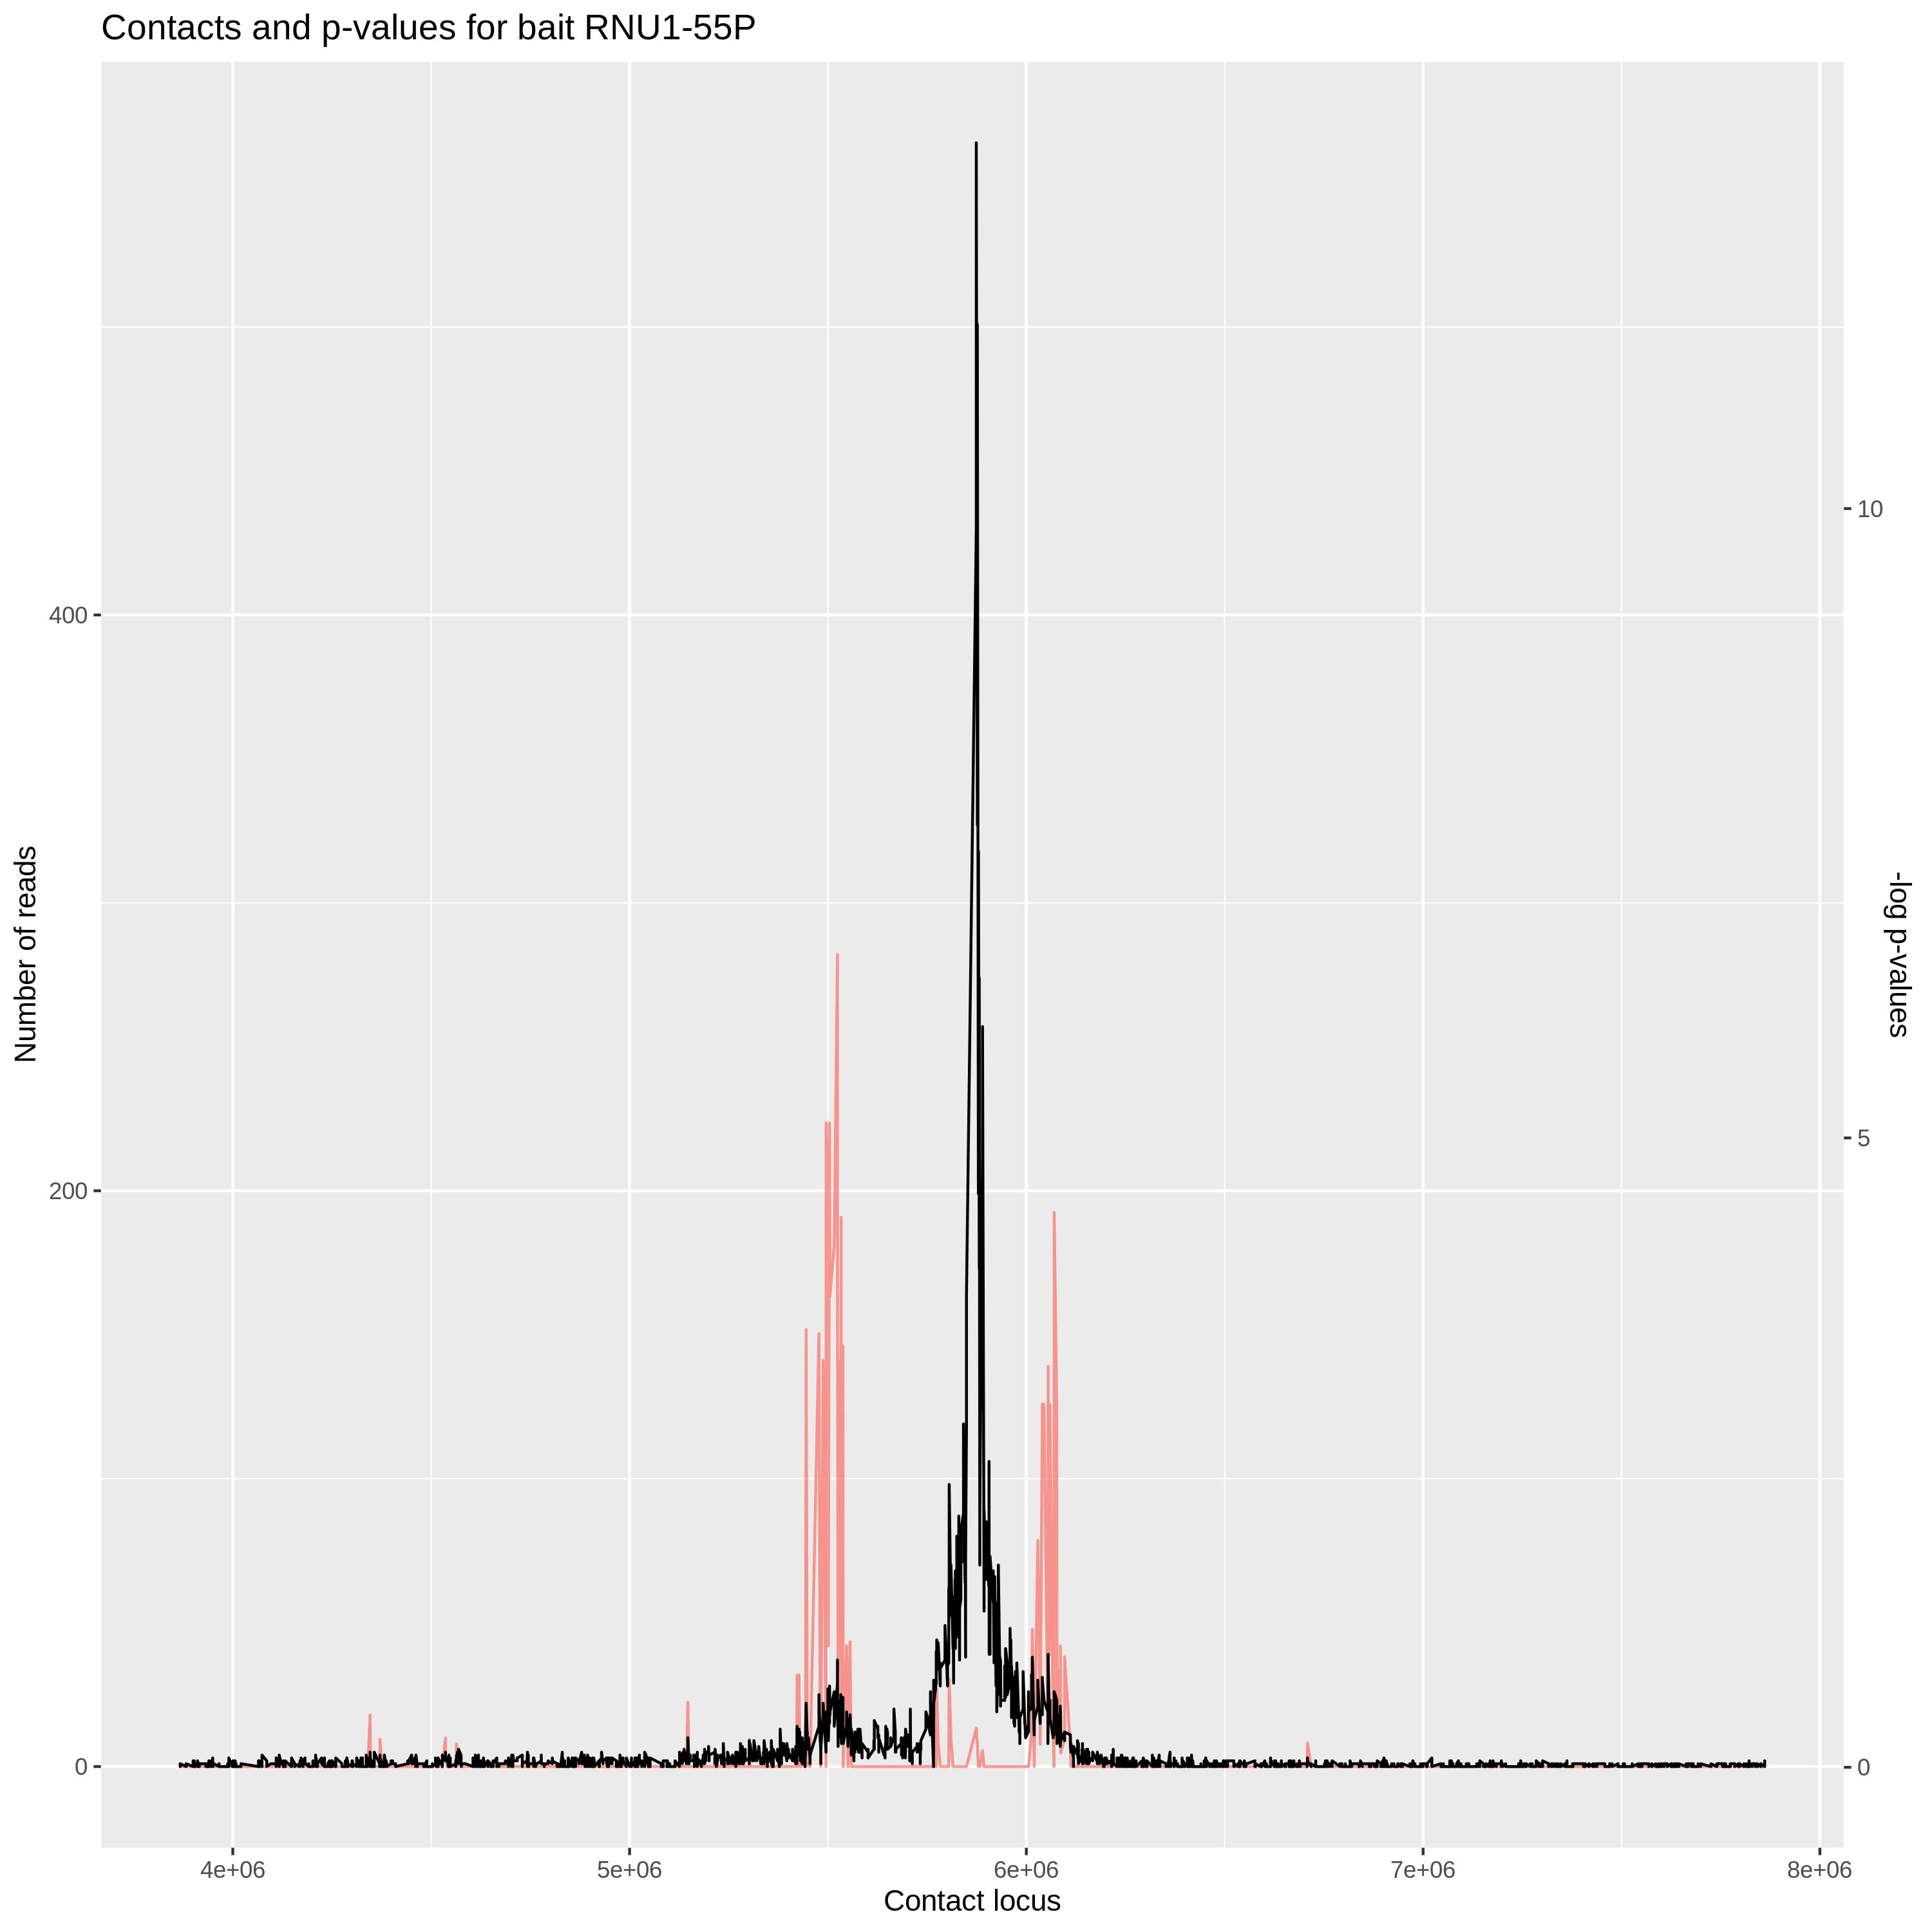 Contacts and p-values for bait RNU1-55P
Number of reads
400
200
0
10
5
0
-log p-values
4e+06 5e+06 6e+06 7e+06 8e+06
Contact locus